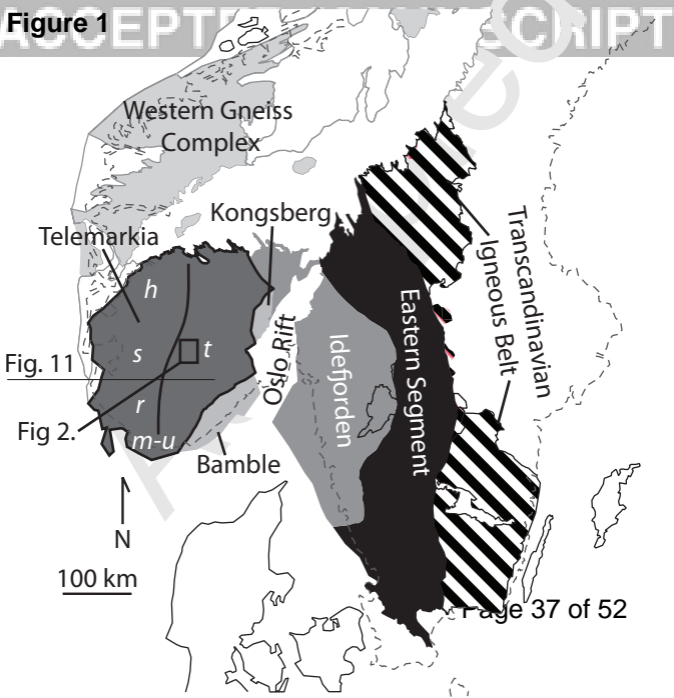 Figure 1
Western Gneiss
Complex
Kongsberg
Telemarkia
h
s
t
r
m-u
Fig. 11
Fig 2.
Bamble
Oslo Rift
Idefjorden
Eastern Segment
Transcandinavian
Igneous Belt
N
100 km
Page 37 of 52